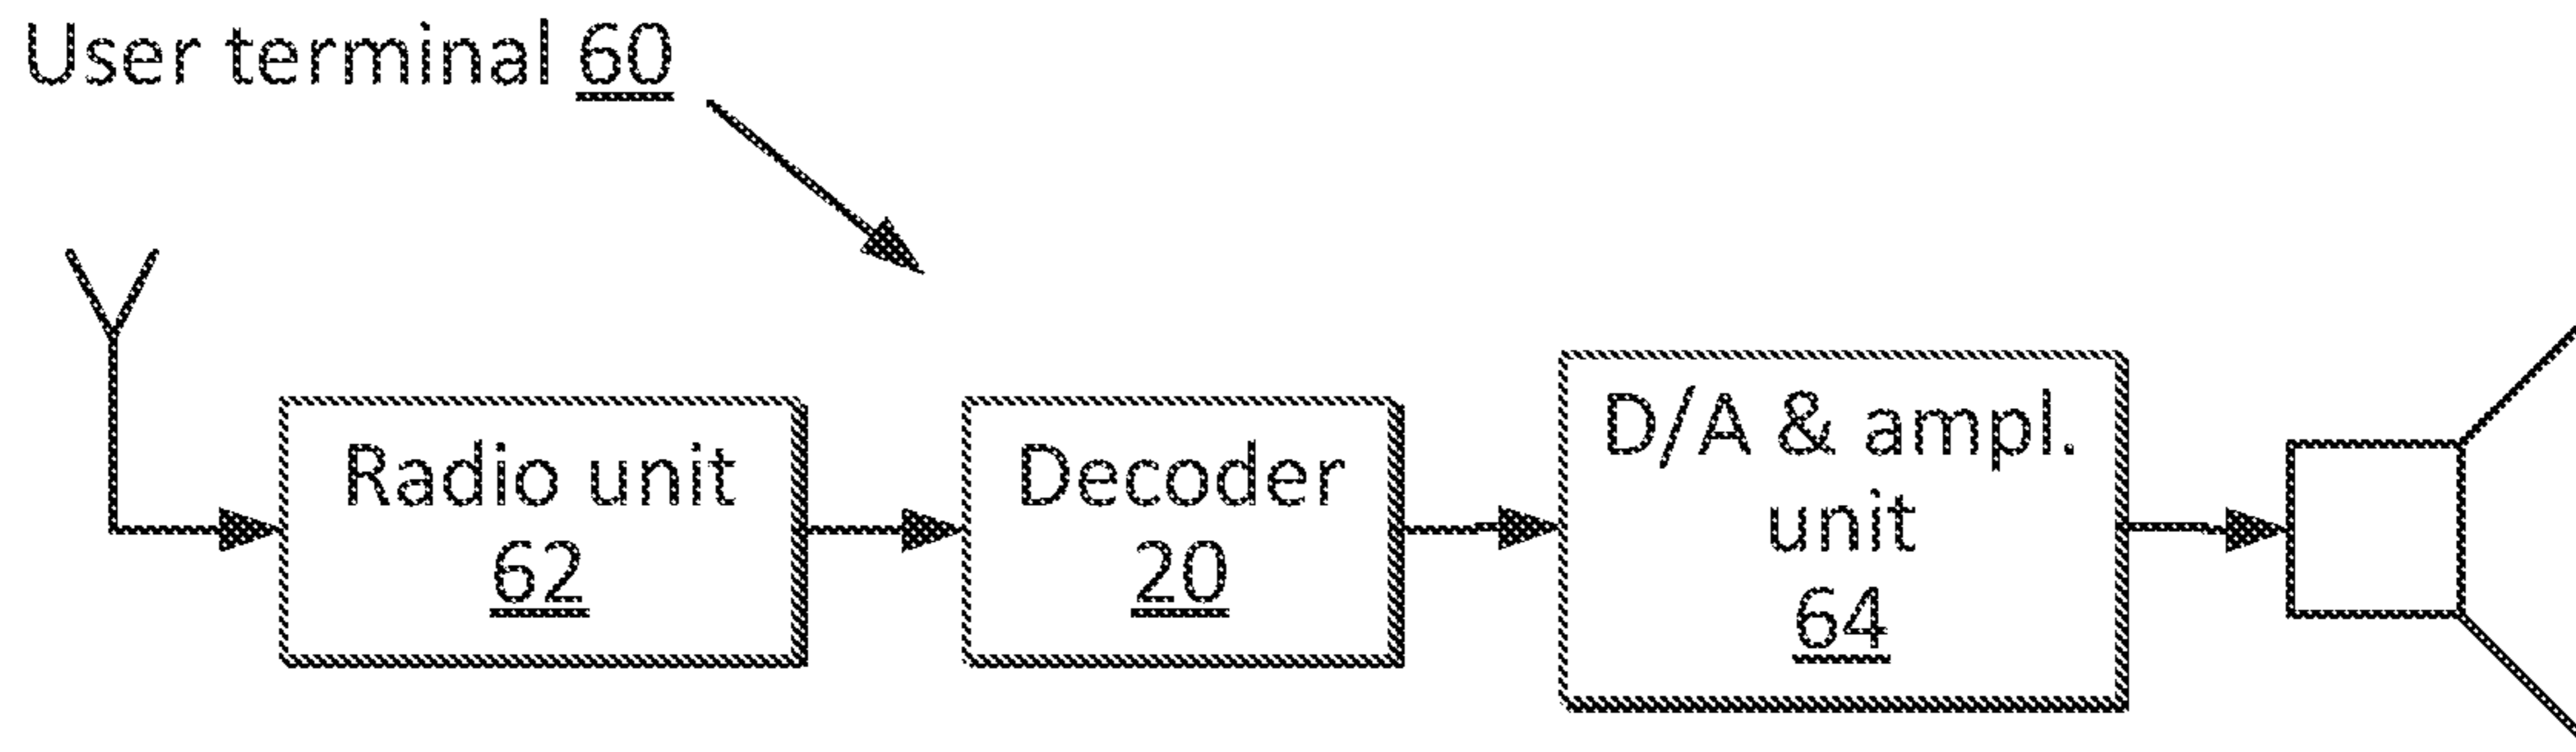 User terminal 60
Radio unit
62
Decoder
20
D/A & ampl.
unit
64